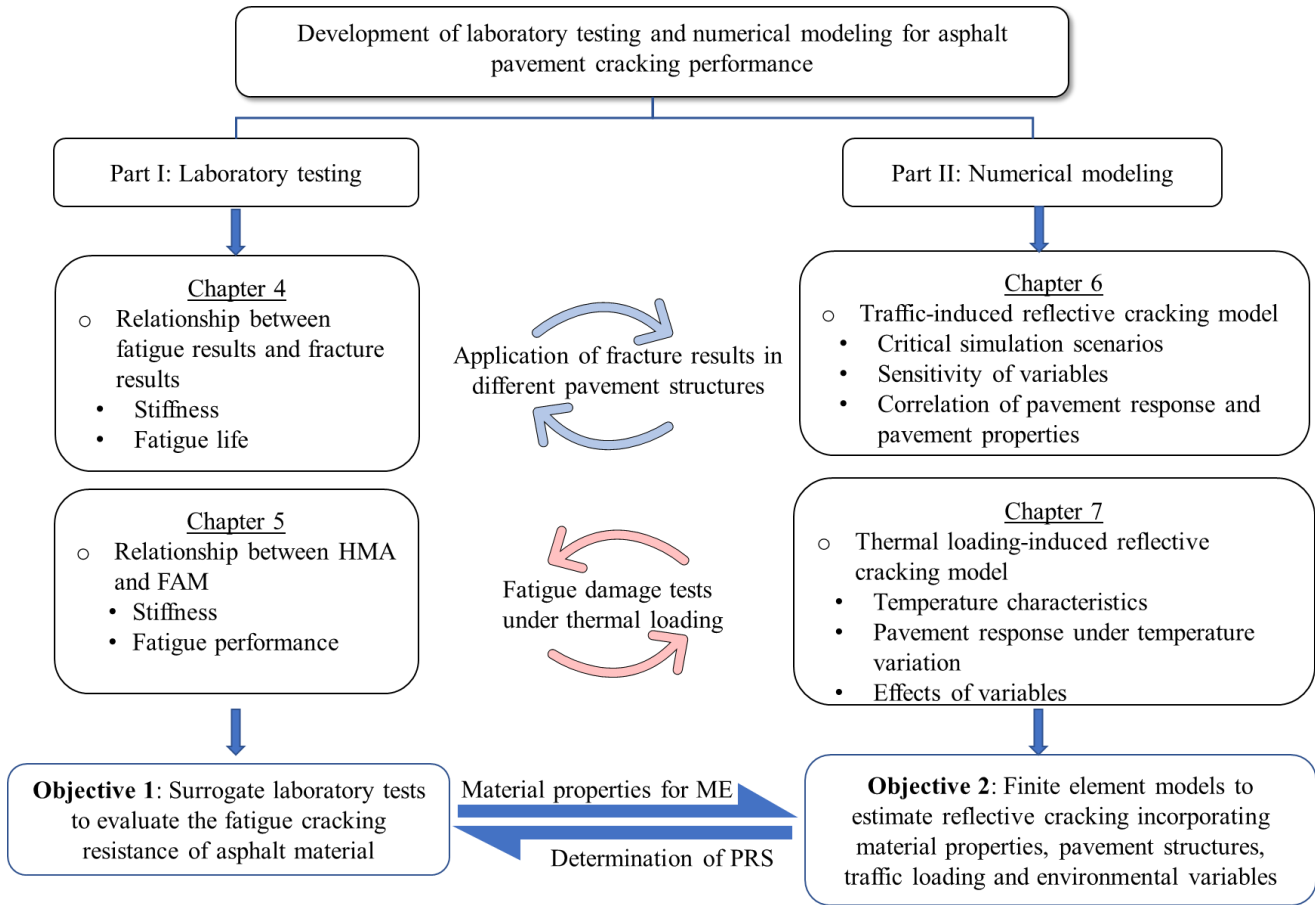 Development of laboratory testing and numerical modeling for asphalt
pavement cracking performance
Part I: Laboratory testing
Part II: Numerical modeling
Chapter 4
○ Relationship between
fatigue results and fracture
results
• Stiffness
• Fatigue life
Application of fracture results in
different pavement structures
Chapter 6
○ Traffic-induced reflective cracking model
• Critical simulation scenarios
• Sensitivity of variables
• Correlation of pavement response and
pavement properties
Chapter 5
○ Relationship between HMA
and FAM
• Stiffness
• Fatigue performance
Fatigue damage tests
under thermal loading
Chapter 7
○ Thermal loading-induced reflective
cracking model
• Temperature characteristics
• Pavement response under temperature
variation
• Effects of variables
Objective 1: Surrogate laboratory tests
to evaluate the fatigue cracking
resistance of asphalt material
Material properties for ME
Determination of PRS
Objective 2: Finite element models to
estimate reflective cracking incorporating
material properties, pavement structures,
traffic loading and environmental variables